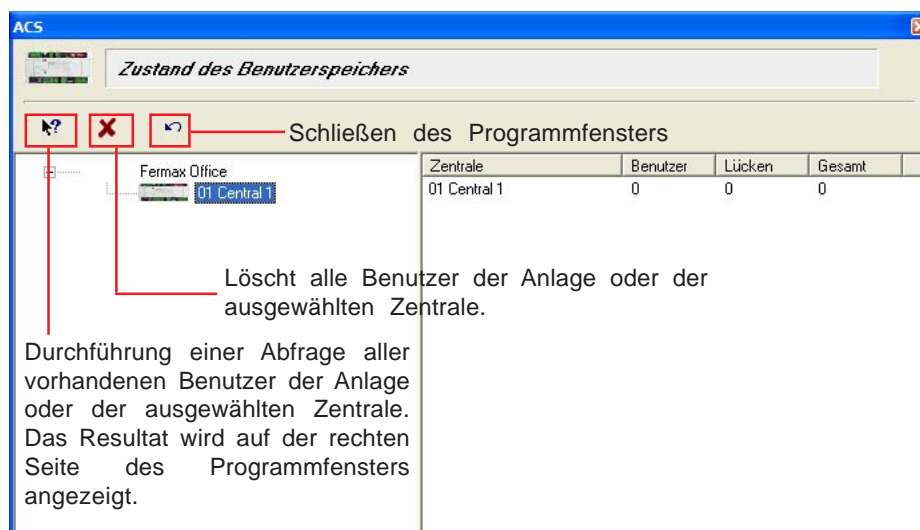 ACS
Zustand des Benutzerspeichers
?
Schließen des Programmfensters
Fermax Office
01 Central 1
Zentrale Benutzer Lücken Gesamt
01 Central 1 0 0 0
Löscht alle Benutzer der Anlage oder der
ausgewählten Zentrale.
Durchführung einer Abfrage aller
vorhandenen Benutzer der Anlage
oder der ausgewählten Zentrale.
Das Resultat wird auf der rechten
Seite des Programmfensters
angezeigt.